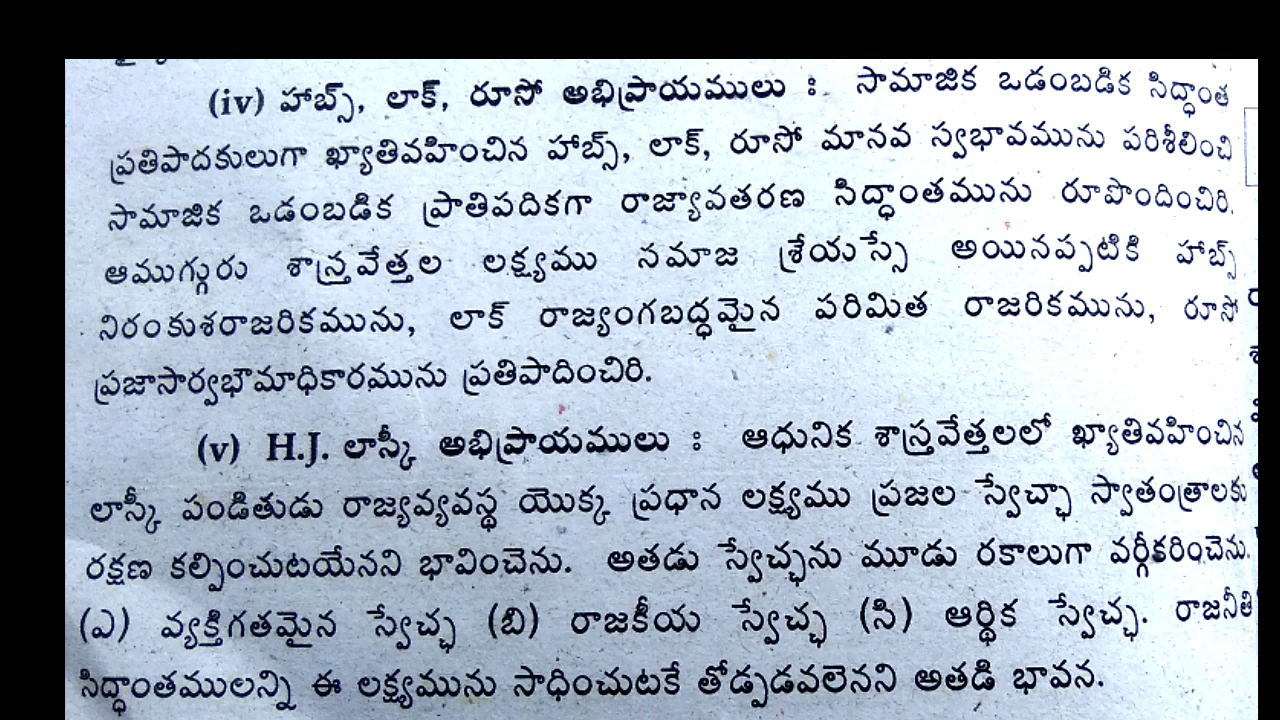 (iv) హాబ్స్, లాక్, రూసో అభిప్రాయములు : సామాజిక ఒడంబడిక సిద్ధాంత
ప్రతిపాదకులుగా ఖ్యాతివహించిన హాబ్స్, లాక్, రూసో మానవ స్వభావమును పరిశీలించి
సామాజిక ఒడంబడిక ప్రాతిపదికగా రాజ్యావతరణ సిద్ధాంతమును రూపొందించిరి.
ఆముగ్గురు శాస్త్రవేత్తల లక్ష్యము సమాజ శ్రేయస్సే అయినప్పటికి హాబ్స్
నిరంకుశరాజరికమును, లాక్ రాజ్యంగబద్ధమైన పరిమిత రాజరికమును, రూసో
ప్రజాసార్వభౌమాధికారమును ప్రతిపాదించిరి.
(v) H.J. లాస్కీ అభిప్రాయములు : ఆధునిక శాస్త్రవేత్తలలో ఖ్యాతివహించిన
లాస్కీ పండితుడు రాజ్యవ్యవస్థ యొక్క ప్రధాన లక్ష్యము ప్రజల స్వేచ్ఛా స్వాతంత్రాలకు
రక్షణ కల్పించుటయేనని భావించెను. అతడు స్వేచ్ఛను మూడు రకాలుగా వర్గీకరించెను.
(ఎ) వ్యక్తిగతమైన స్వేచ్ఛ (బి) రాజకీయ స్వేచ్ఛ (సి) ఆర్థిక స్వేచ్ఛ. రాజనీతి
సిద్ధాంతములన్ని ఈ లక్ష్యమును సాధించుటకే తోడ్పడవలెనని అతడి భావన.